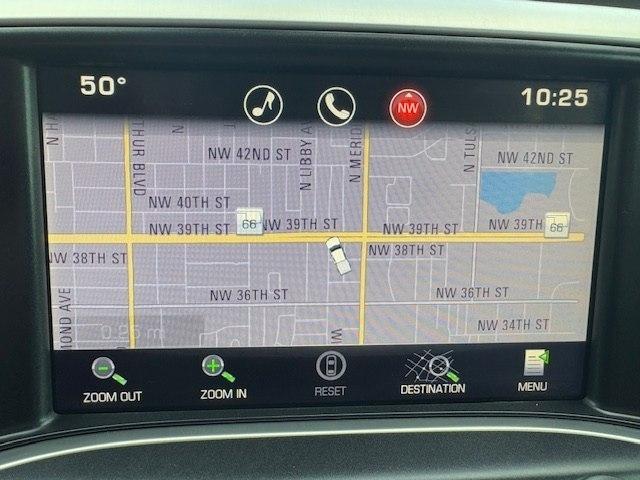 50°
NW
10:25
THUR BLVD
N
N LIBBY AV
N MERID
N TULS
NW 42ND ST
NW 42ND ST
NW 40TH ST
NW 39TH ST
66
NW 39TH ST
NW 39TH ST
NW 39TH
66
NW 38TH ST
NW 38TH ST
NW 36TH ST
NW 36TH ST
MOND AVE
NW 34TH ST
ZOOM OUT
ZOOM IN
RESET
DESTINATION
MENU